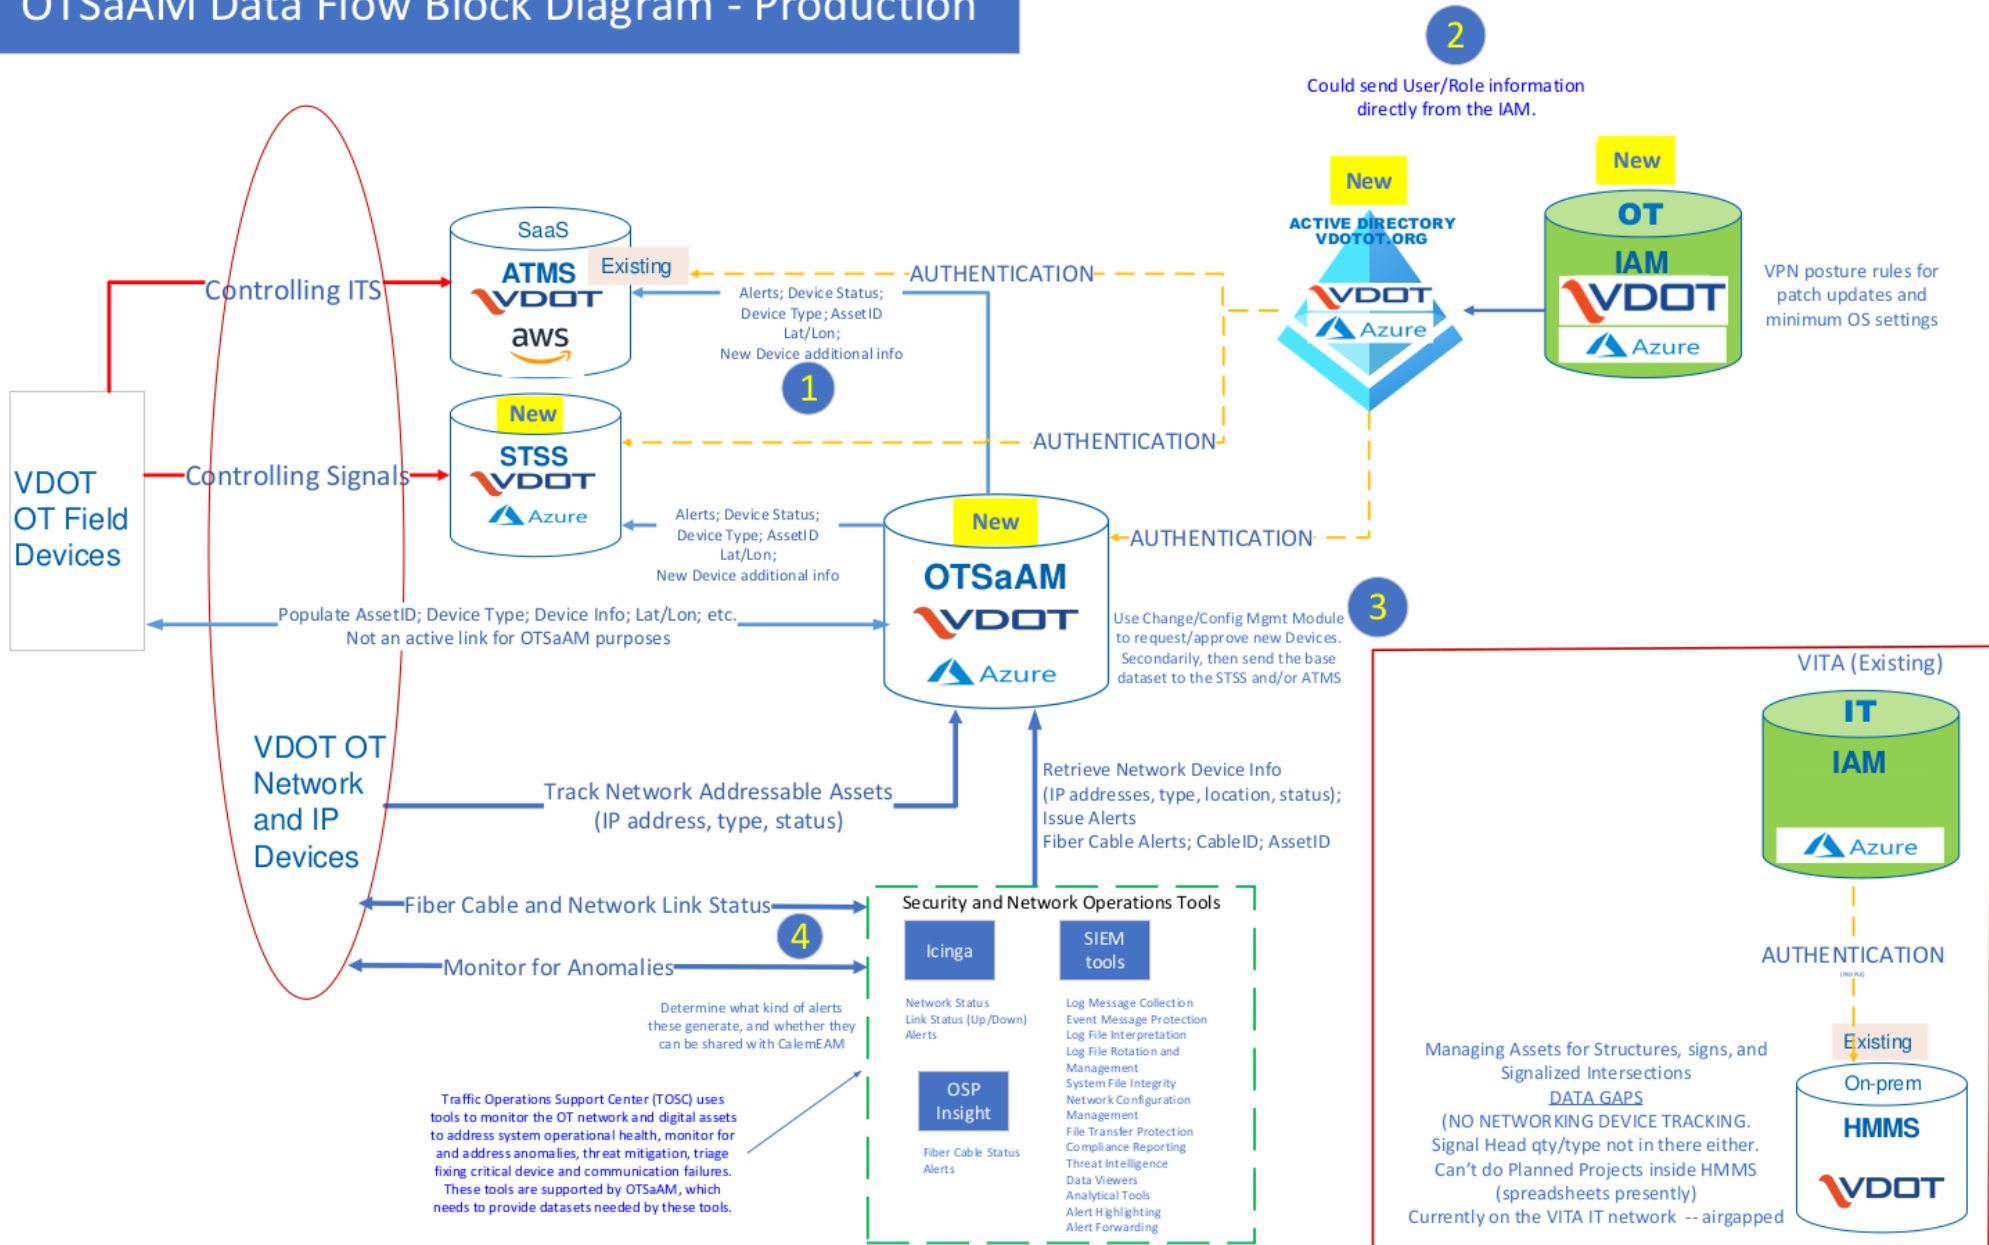 OTSaAM Data Flow Block Diagram - Production
2
Could send User/Role information
directly from the IAM.
New
New
ACTIVE DIRECTORY
VDOTOT.ORG
VDOT
Azure
OT
IAM
VDOT
Azure
VPN posture rules for
patch updates and
minimum OS settings
SaaS
ATMS
Existing
VDOT
aws
Controlling ITS
AUTHENTICATION
Alerts; Device Status;
Device Type; AssetID
Lat/Lon;
New Device additional info
1
New
STSS
VDOT
Azure
Controlling Signals
AUTHENTICATION
VDOT
OT Field
Devices
Alerts; Device Status;
Device Type; AssetID
Lat/Lon;
New Device additional info
New
OTSaAM
VDOT
Azure
AUTHENTICATION
3
Use Change/Config Mgmt Module
to request/approve new Devices.
Secondarily, then send the base
dataset to the STSS and/or ATMS
Populate AssetID; Device Type; Device Info; Lat/Lon; etc.
Not an active link for OTSaAM purposes
VDOT OT
Network
and IP
Devices
Track Network Addressable Assets
(IP address, type, status)
Retrieve Network Device Info
(IP addresses, type, location, status);
Issue Alerts
Fiber Cable Alerts; CableID; AssetID
Fiber Cable and Network Link Status
4
Monitor for Anomalies
Determine what kind of alerts
these generate, and whether they
can be shared with CalemEAM
Traffic Operations Support Center (TOSC) uses
tools to monitor the OT network and digital assets
to address system operational health, monitor for
and address anomalies, threat mitigation, triage
fixing critical device and communication failures.
These tools are supported by OTSaAM, which
needs to provide datasets needed by these tools.
Security and Network Operations Tools
Icinga
Network Status
Link Status (Up/Down)
Alerts
OSP
Insight
Fiber Cable Status
Alerts
SIEM
tools
Log Message Collection
Event Message Protection
Log File Interpretation
Log File Rotation and
Management
System File Integrity
Network Configuration
Management
File Transfer Protection
Compliance Reporting
Threat Intelligence
Data Viewers
Analytical Tools
Alert Highlighting
Alert Forwarding
VITA (Existing)
IT
IAM
Azure
AUTHENTICATION
Existing
On-prem
HMMS
VDOT
Managing Assets for Structures, signs, and
Signalized Intersections
DATA GAPS
(NO NETWORKING DEVICE TRACKING.
Signal Head qty/type not in there either.
Can't do Planned Projects inside HMMS
(spreadsheets presently)
Currently on the VITA IT network -- airgapped